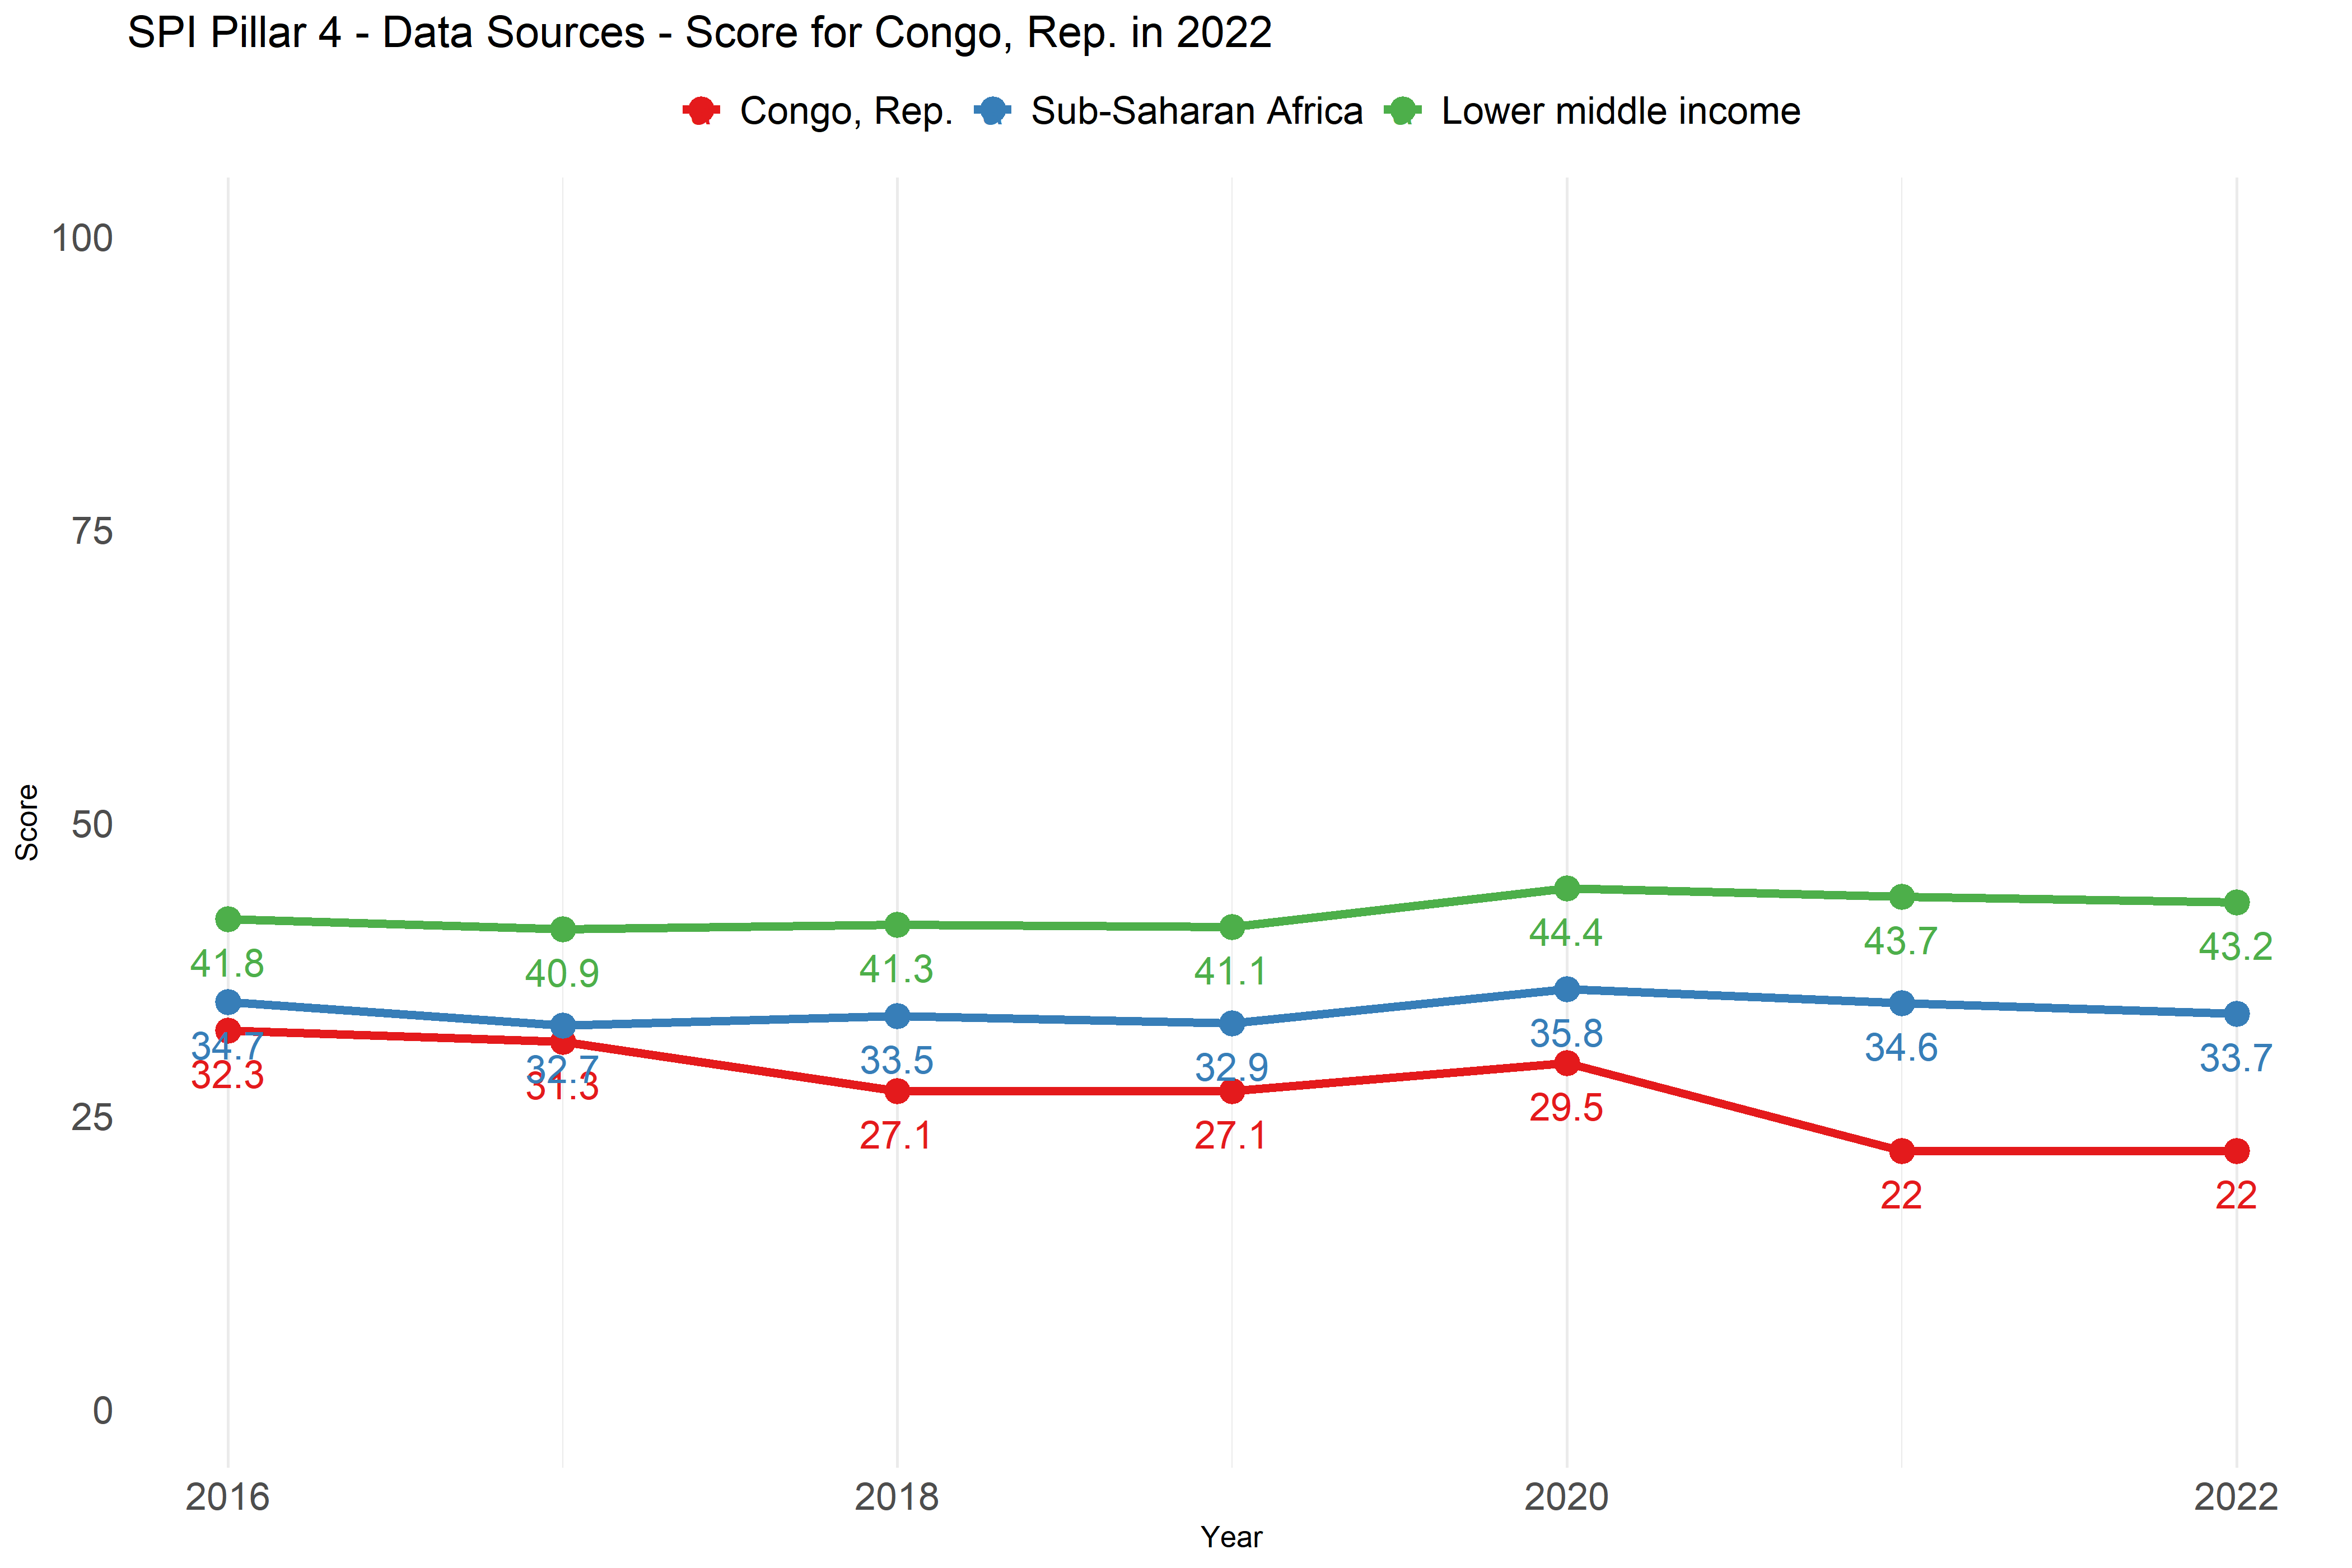 SPI Pillar 4 - Data Sources - Score for Congo, Rep. in 2022
Congo, Rep. Sub-Saharan Africa Lower middle income
100
75
50
25
0
Score
41.8 40.9 41.3 41.1 44.4 43.7 43.2
34.7 32.7 33.5 32.9 35.8 34.6 33.7
32.3 31.3 27.1 27.1 29.5 22 22
2016 2018 2020 2022
Year